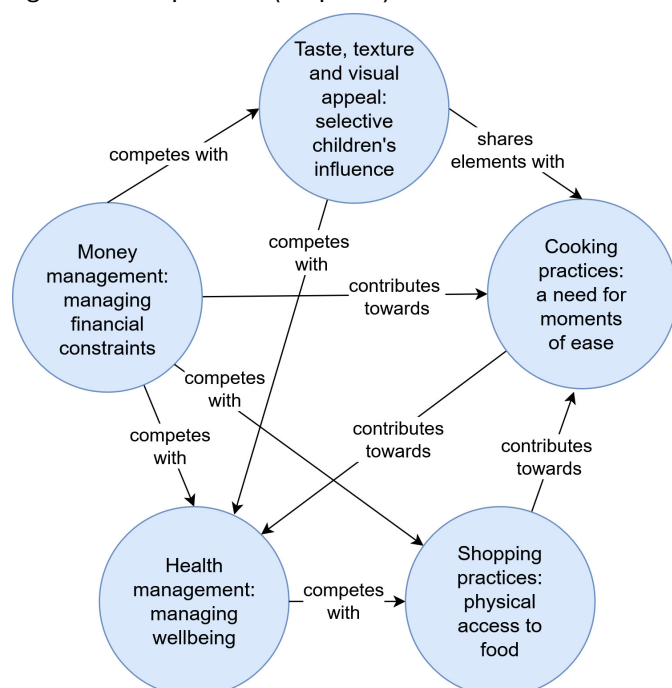 Taste, texture
and visual
appeal:
selective
children's
influence
competes with
shares
elements with
Money
management:
managing
financial
constraints
competes
with
Cooking
practices:
a need for
moments
of ease
contributes
towards
competes
with
competes
with
contributes
towards
contributes
towards
Health
management:
managing
wellbeing
competes
with
Shopping
practices:
physical
access to
food